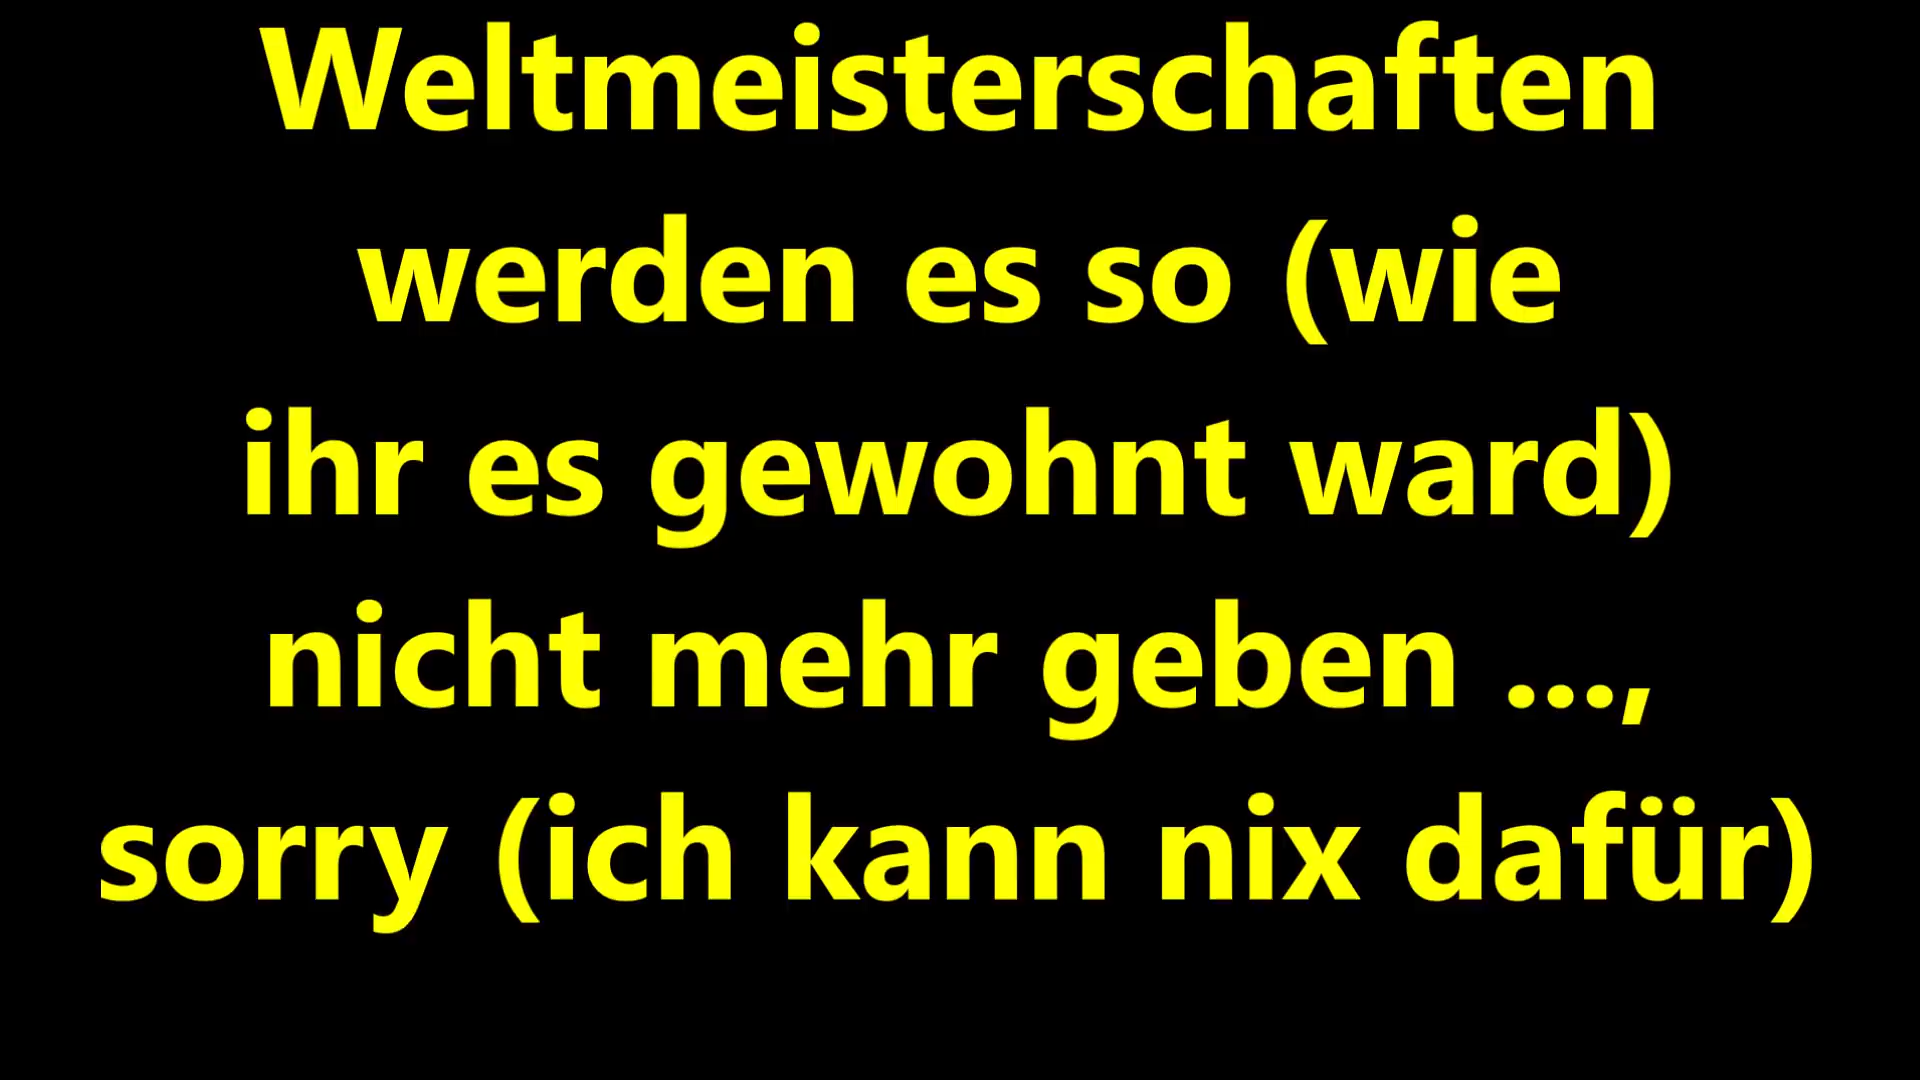 Weltmeisterschaften
werden es so (wie
ihr es gewohnt ward)
nicht mehr geben ...,
sorry (ich kann nix dafür)